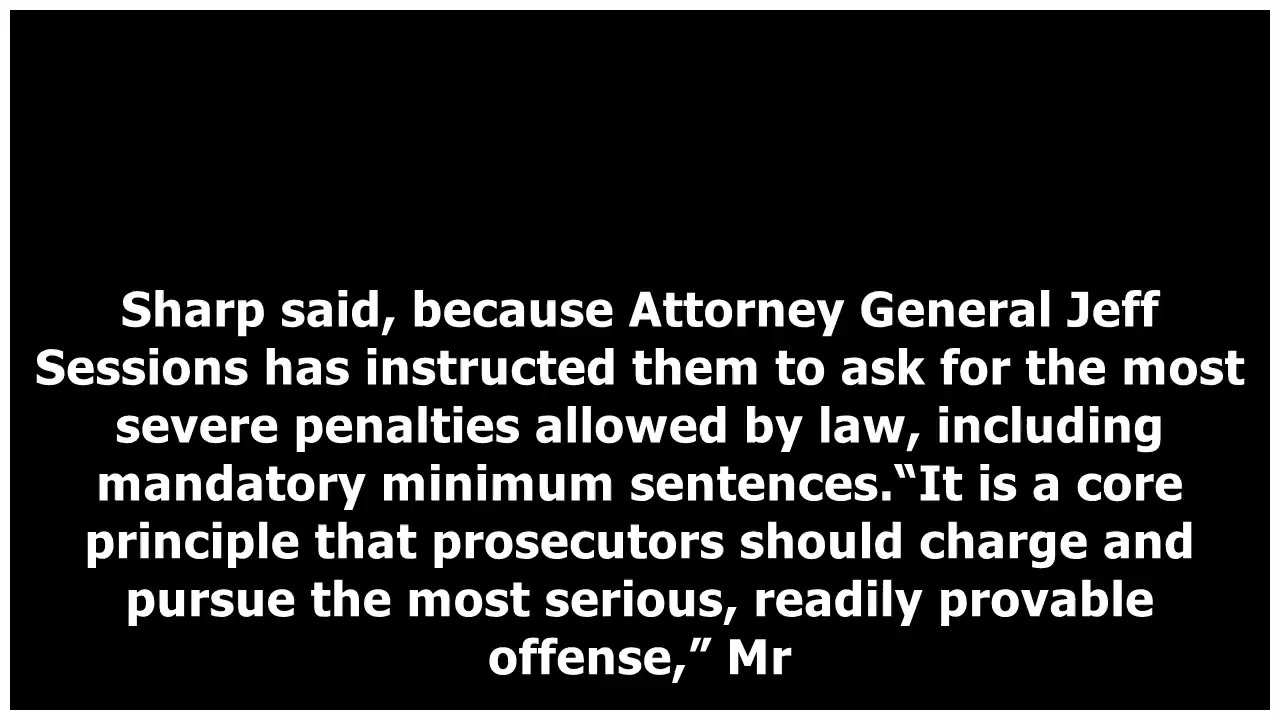 Sharp said, because Attorney General Jeff
Sessions has instructed them to ask for the most
severe penalties allowed by law, including
mandatory minimum sentences.“It is a core
principle that prosecutors should charge and
pursue the most serious, readily provable
offense,” Mr